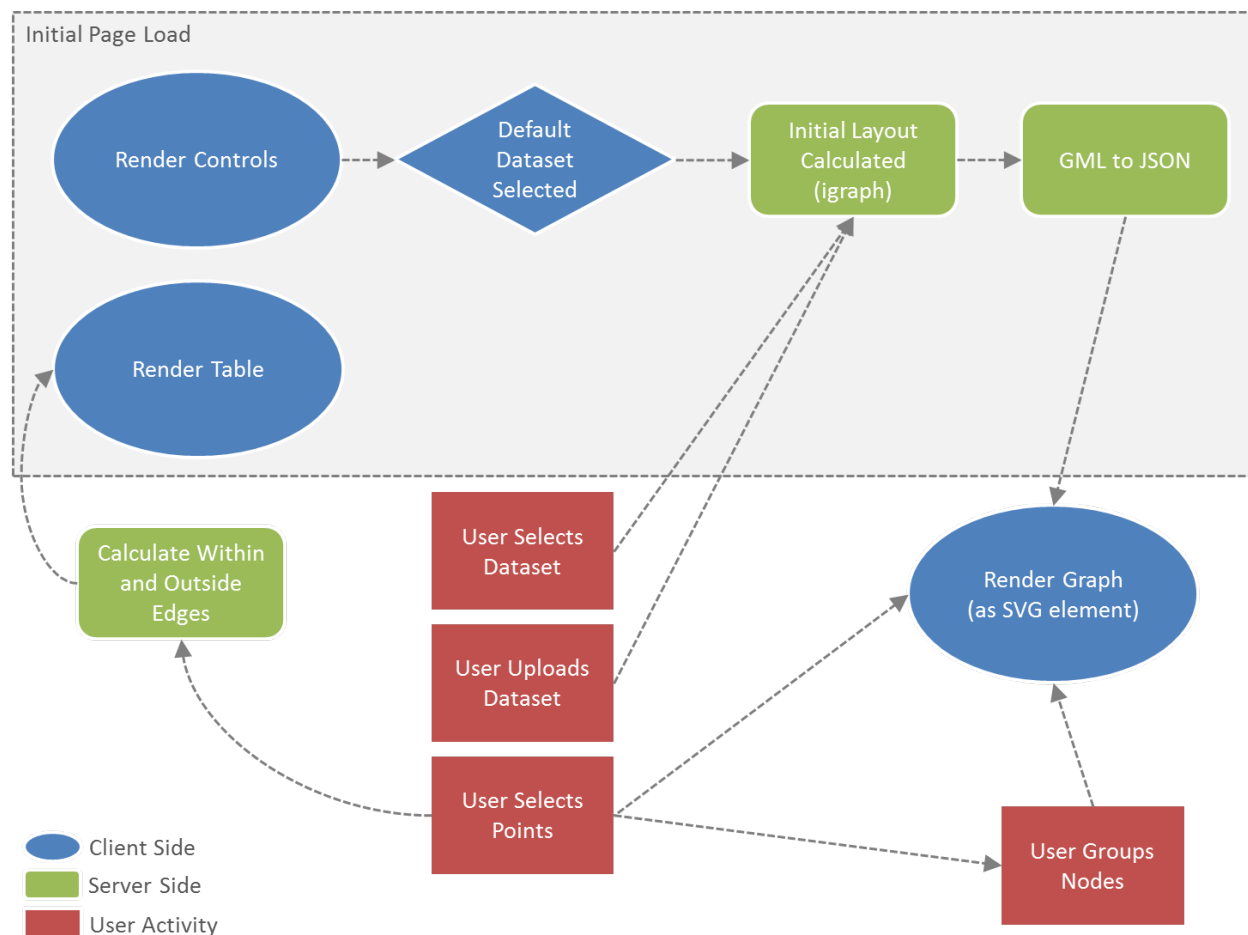 Initial Page Load
Render Controls
Default
Dataset
Selected
Initial Layout
Calculated
(igraph)
GML to JSON
Render Table
Calculate Within
and Outside
Edges
User Selects
Dataset
User Uploads
Dataset
User Selects
Points
Render Graph
(as SVG element)
User Groups
Nodes
Client Side
Server Side
User Activity